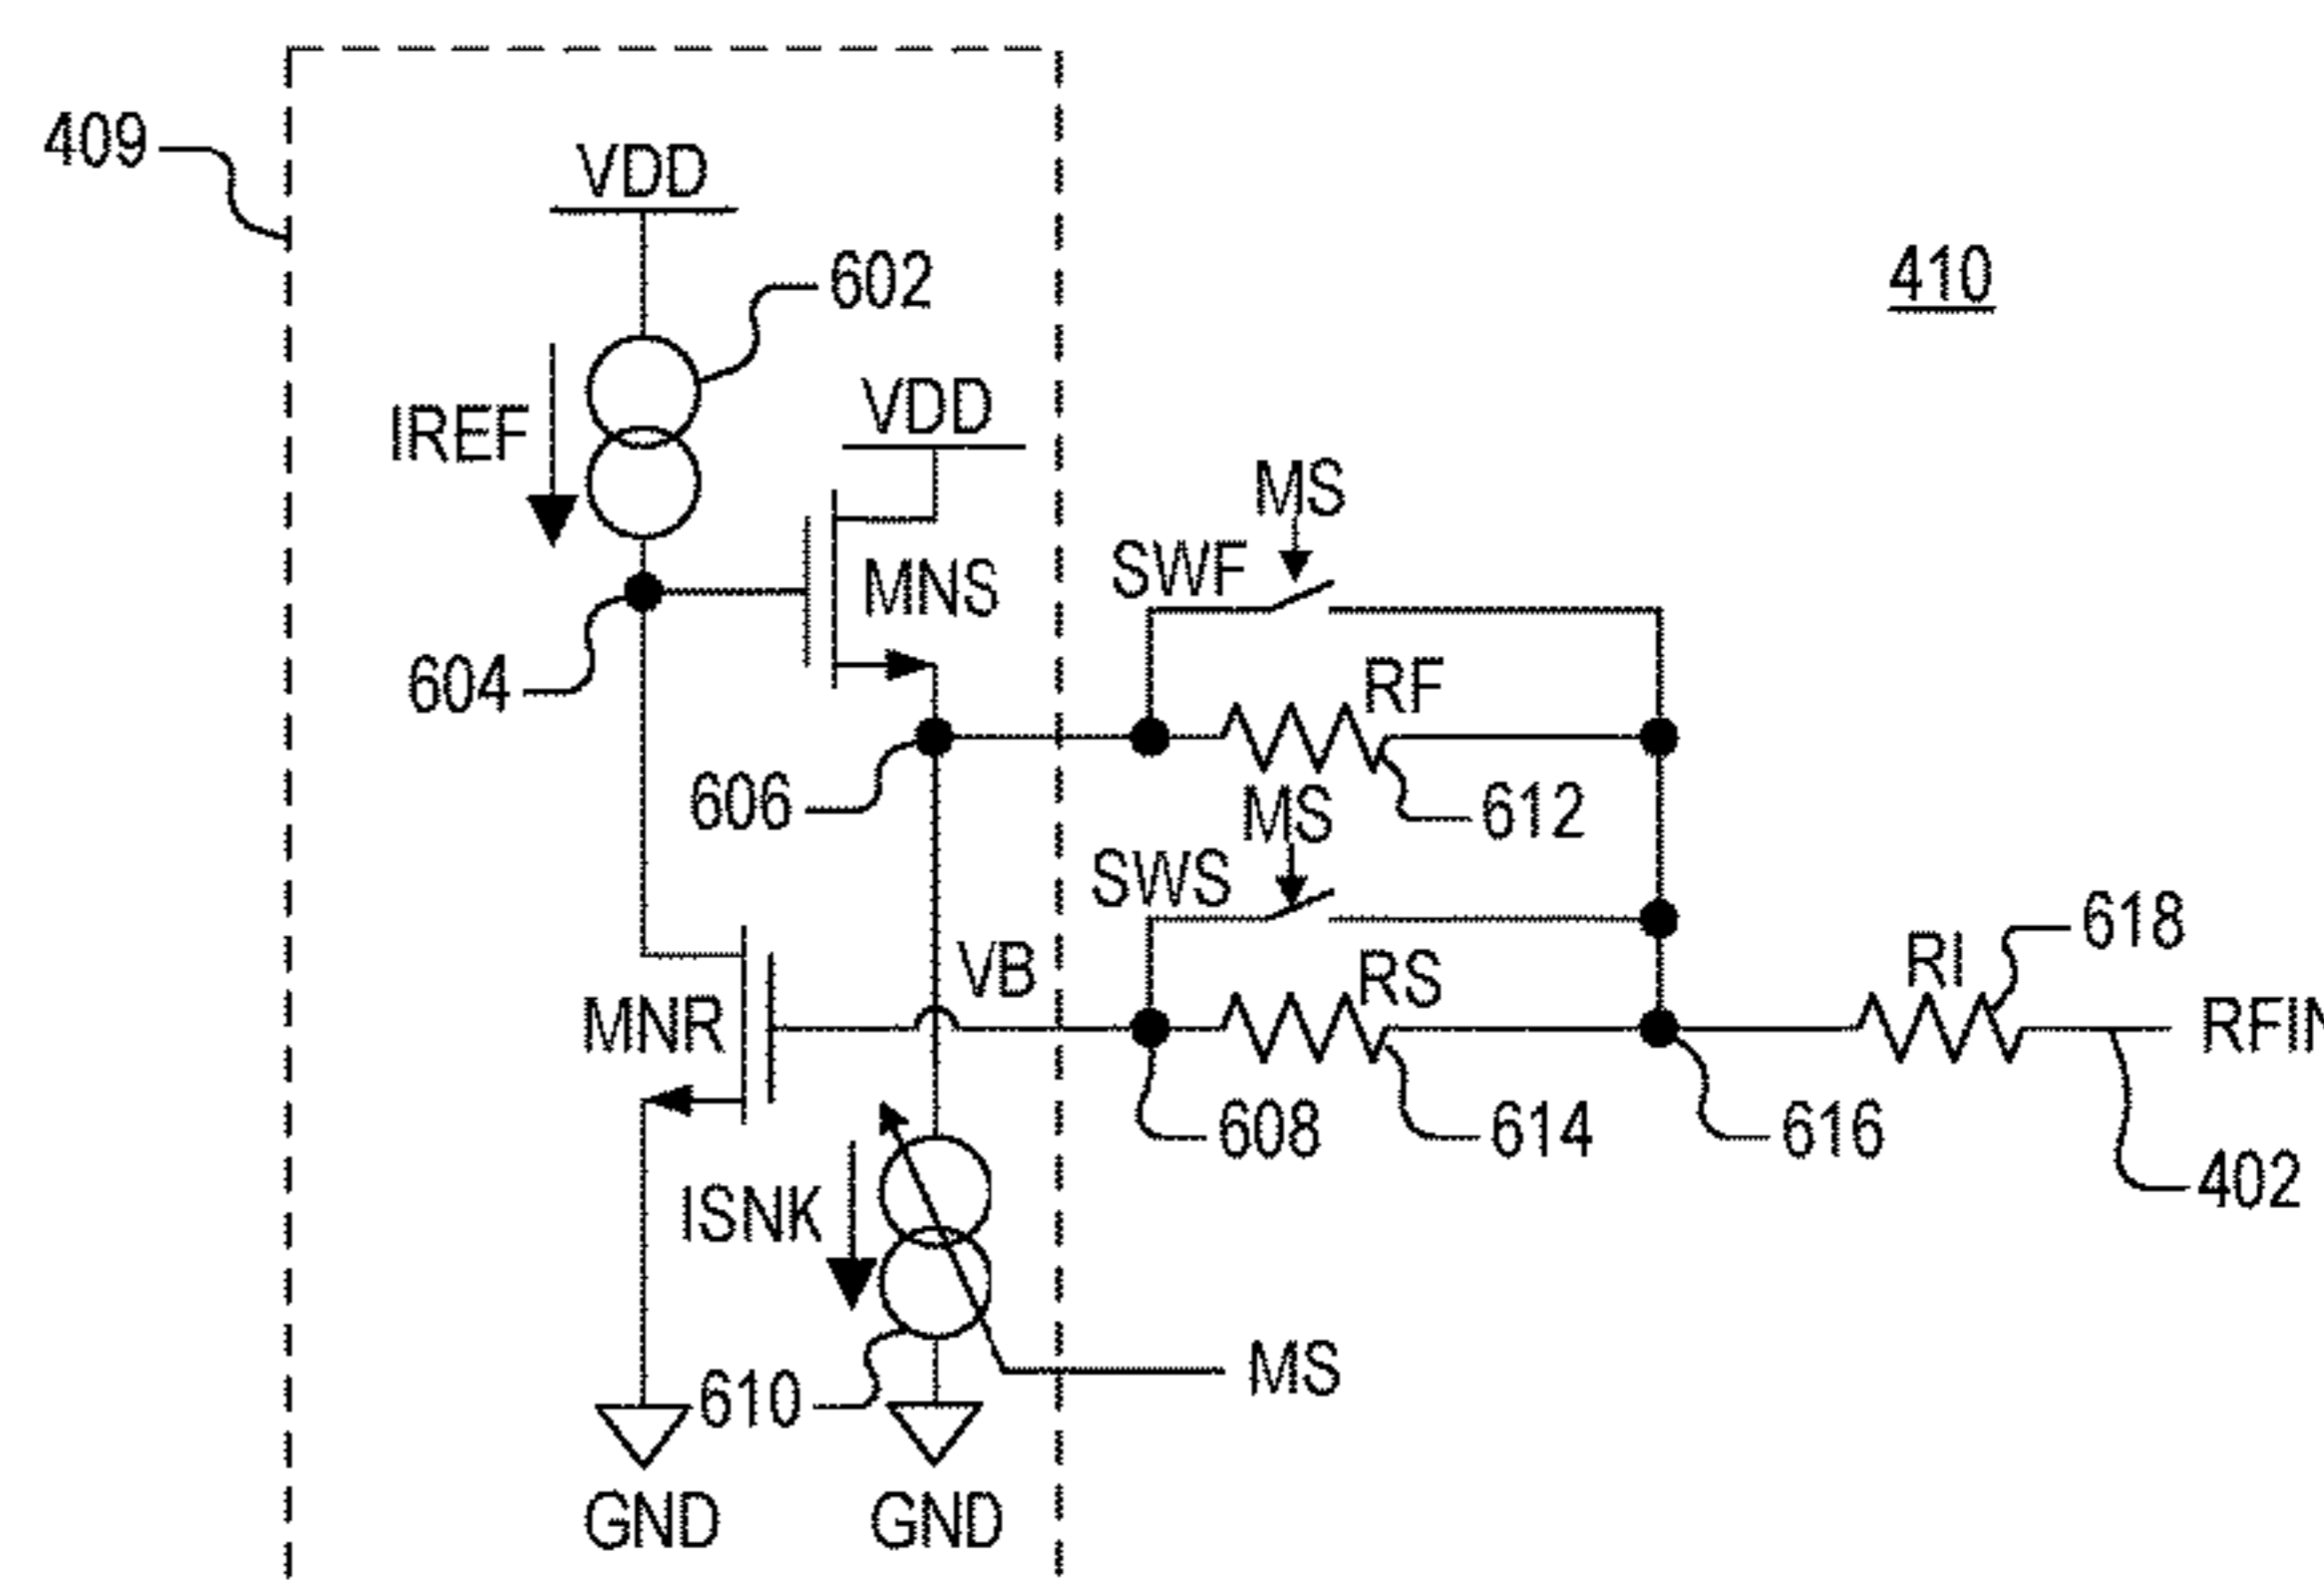 409
VDD
602
410
IREF
VDD
MS
SWF
MNS
604
RF
606
MS
612
SWS
618
VB
RS
RI
MNR
RFIN
608
614
616
402
ISNK
610
MS
GND
GND